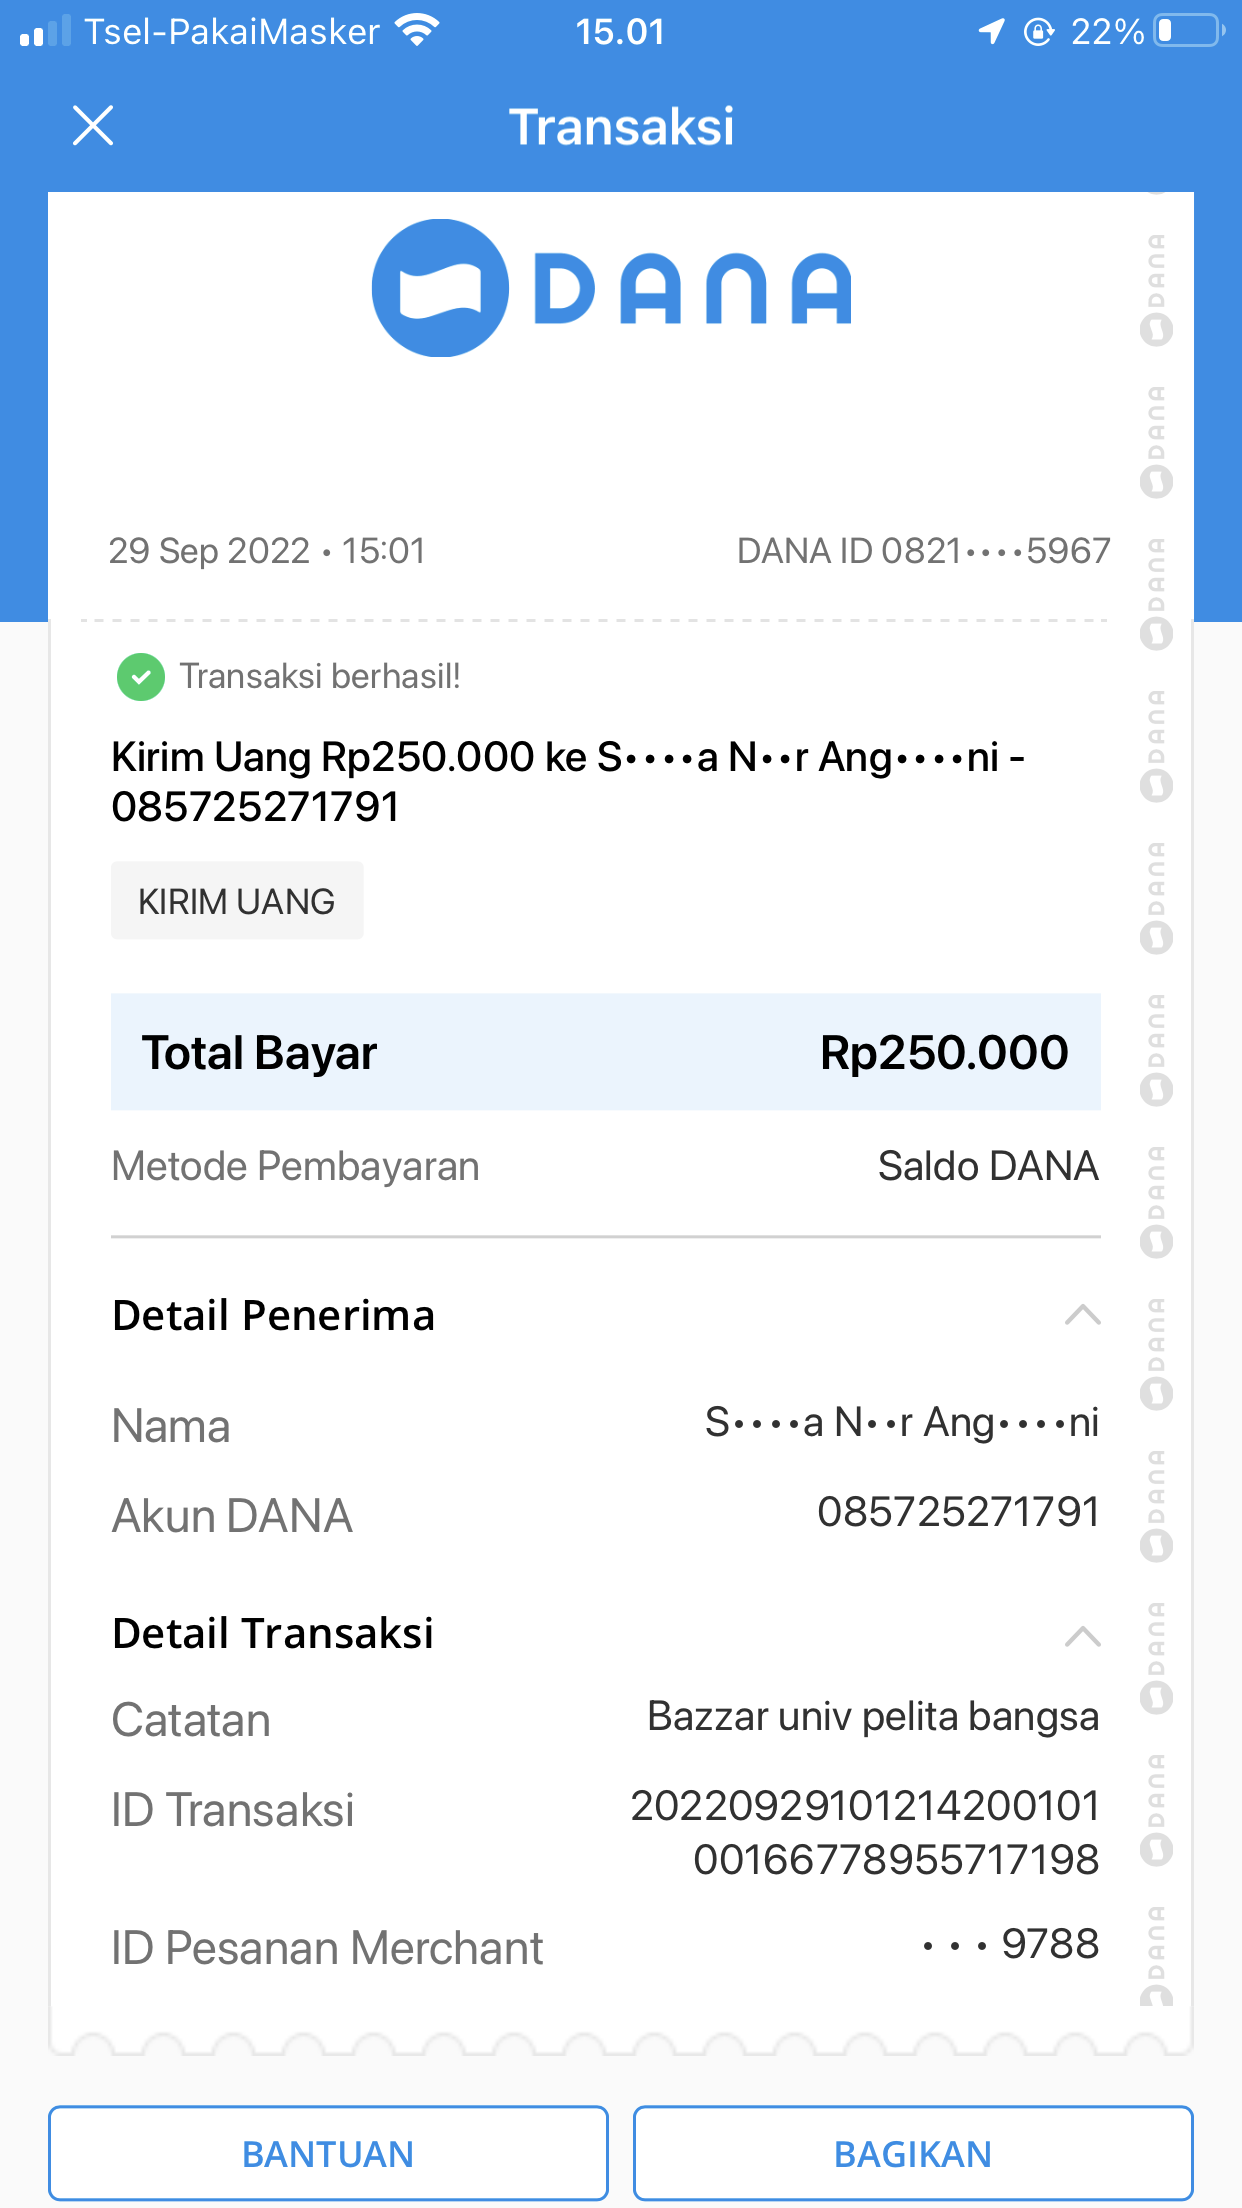 Tsel-PakaiMasker 15.01 22%
Transaksi
DANA
29 Sep 2022 • 15:01 DANA ID 0821••••5967
Transaksi berhasil!
Kirim Uang Rp250.000 ke S••••a N••r Ang••••ni -
085725271791
KIRIM UANG
Total Bayar Rp250.000
Metode Pembayaran Saldo DANA
Detail Penerima
Nama S••••a N••r Ang••••ni
Akun DANA 085725271791
Detail Transaksi
Catatan Bazzar univ pelita bangsa
ID Transaksi 20220929101214200101
00166778955717198
ID Pesanan Merchant • • • 9788
BANTUAN BAGIKAN
DANA
DANA
DANA
DANA
DANA
DANA
DANA
DANA
DANA
DANA
DANA
DANA